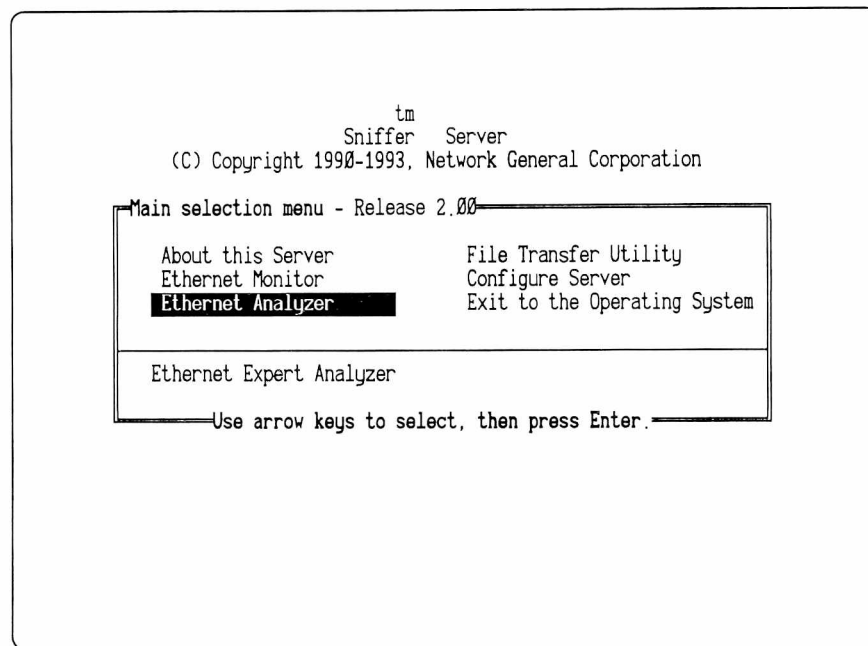 tm
Sniffer Server
(C) Copyright 1990-1993, Network General Corporation
Main selection menu - Release 2.00
About this Server
Ethernet Monitor
Ethernet Analyzer
File Transfer Utility
Configure Server
Exit to the Operating System
Ethernet Expert Analyzer
Use arrow keys to select, then press Enter.